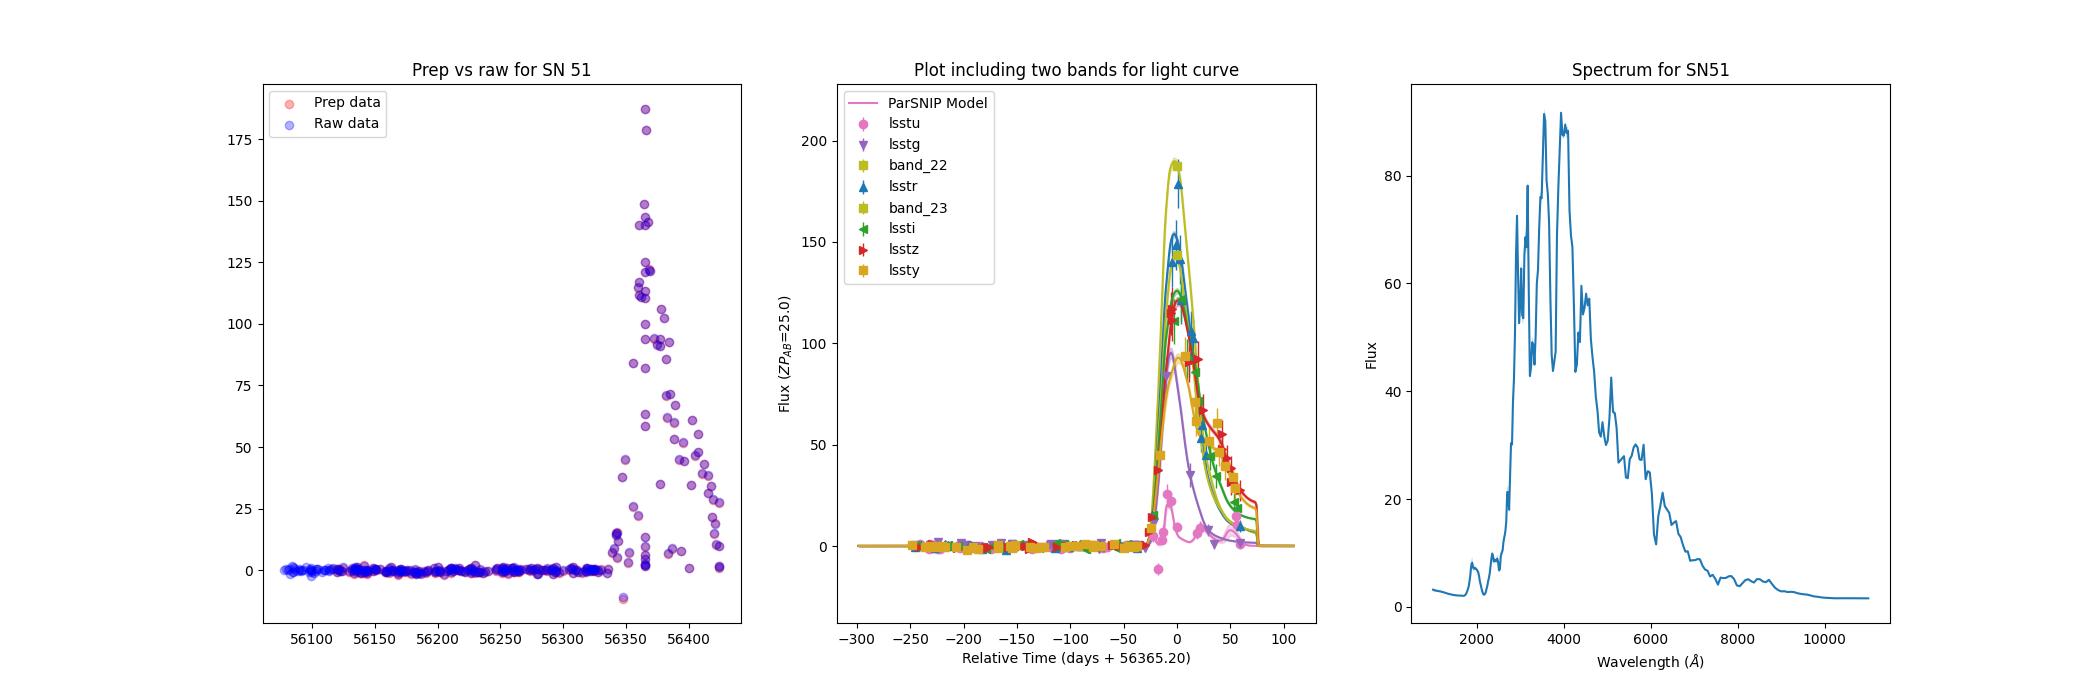 Prep vs raw for SN 51
Prep data
Raw data
175
150
125
100
75
50
25
0
56100 56150 56200 56250 56300 56350 56400
Plot including two bands for light curve
ParSNIP Model
lsstu
lsstg
band_22
lsstr
band_23
lssti
lsstz
lssty
Flux (ZP_AB=25.0)
200
150
100
50
0
−300 −250 −200 −150 −100 −50 0 50 100
Relative Time (days + 56365.20)
Spectrum for SN51
Flux
80
60
40
20
0
2000 4000 6000 8000 10000
Wavelength (Å)